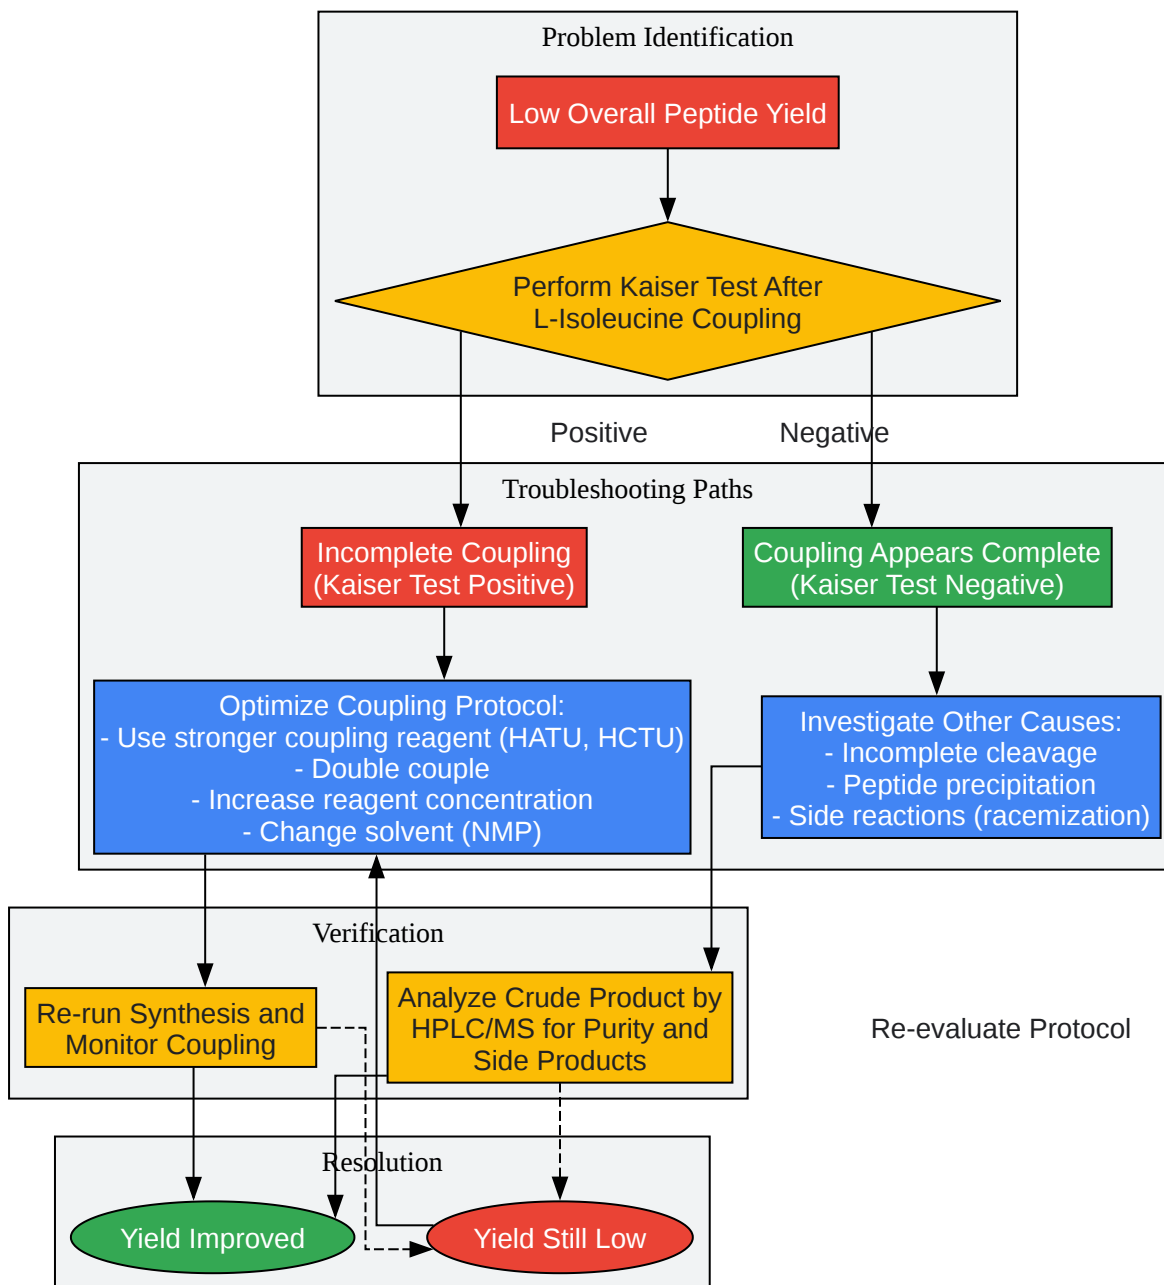 Problem Identification
Low Overall Peptide Yield
Perform Kaiser Test After
L-Isoleucine Coupling
Positive
Negative
Troubleshooting Paths
Incomplete Coupling
(Kaiser Test Positive)
Coupling Appears Complete
(Kaiser Test Negative)
Optimize Coupling Protocol:
- Use stronger coupling reagent (HATU, HCTU)
- Double couple
- Increase reagent concentration
- Change solvent (NMP)
Investigate Other Causes:
- Incomplete cleavage
- Peptide precipitation
- Side reactions (racemization)
Verification
Re-run Synthesis and
Monitor Coupling
Analyze Crude Product by
HPLC/MS for Purity and
Side Products
Re-evaluate Protocol
Resolution
Yield Improved
Yield Still Low